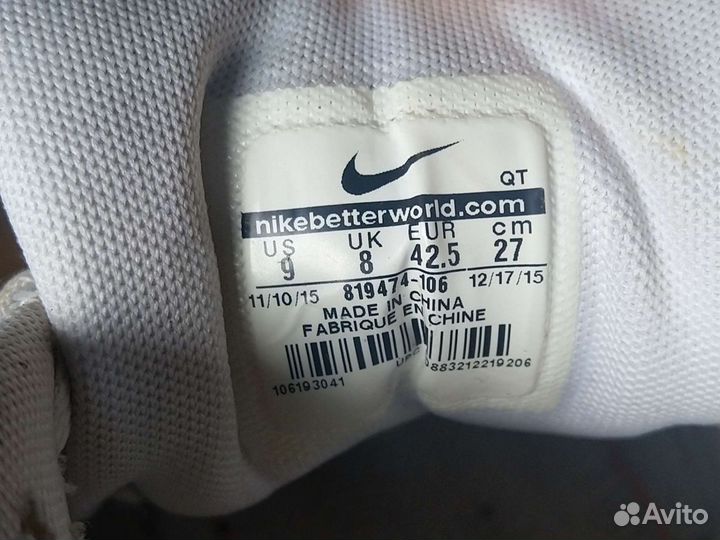 QT
nikebetterworld.com
US UK EUR cm
9 8 42.5 27
11/10/15 819474-106 12/17/15
MADE IN CHINA
FABRIQUE EN CHINE
106193041 0883212219206
Avito